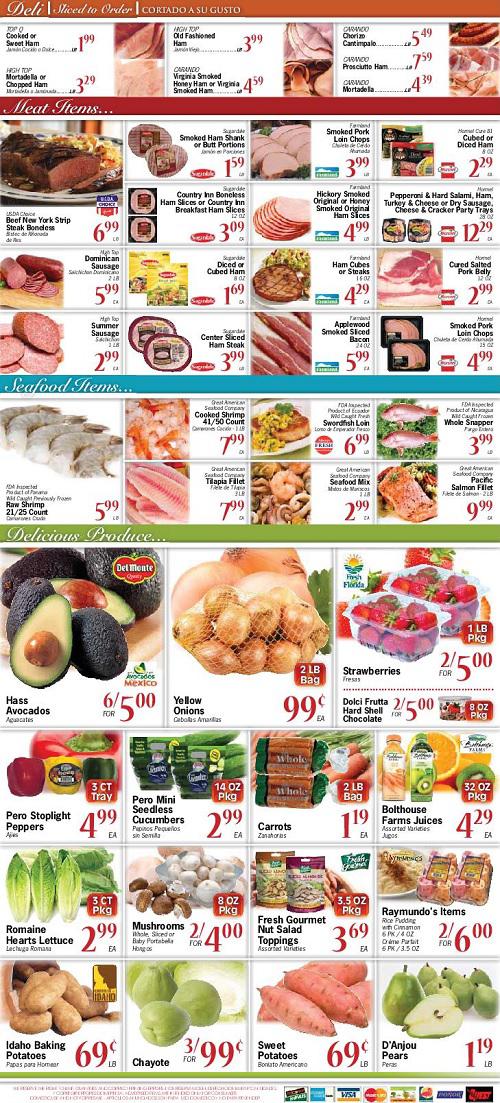 Deli | Sliced to Order | CORTADO A SU GUSTO
TOP Q
Cooked or
Sweet Ham
Jamón Cocido o Dulce
1.99
LB
HIGH TOP
Mortadella or
Chopped Ham
3.29
LB
HIGH TOP
Old Fashioned
Ham
Jamón Viejo
3.99
LB
CARANDO
Virginia Smoked
Honey Ham or Virginia
Smoked Ham
4.59
LB
CARANDO
Chorizo
Cantimpalo
5.49
LB
CARANDO
Prosciutto Ham
7.59
LB
CARANDO
Mortadella
4.39
LB
Meat Items...
USDA Choice
Beef New York Strip
Steak Boneless
6.99
LB
Sugardale
Smoked Ham Shank
or Butt Portions
Jamón en Porciones
1.59
LB
Farmland
Smoked Pork
Loin Chops
Chuleta de Cerdo
Ahumada
3.99
LB
Hormel Cure 81
Cubed or
Diced Ham
8 OZ
2.29
EA
Sugardale
Country Inn Boneless
Ham Slices or Country Inn
Breakfast Ham Slices
12 OZ
3.09
EA
Hickory Smoked
Original or Honey
Smoked Original
Ham Slices
4.99
LB
Pepperoni & Hard Salami, Ham,
Turkey & Cheese or Dry Sausage,
Cheese & Cracker Party Trays
28 OZ
12.29
EA
High Top
Dominican
Sausage
Salchichon Dominicano
2 LB
5.99
EA
Sugardale
Diced or
Cubed Ham
8 OZ
1.69
EA
Farmland
Ham Cubes
or Steaks
16 OZ
4.29
EA
Hormel
Cured Salted
Pork Belly
12 OZ
2.99
EA
High Top
Summer
Sausage
Salchichon
1 LB
2.99
EA
Sugardale
Center Sliced
Ham Steak
3.99
LB
Farmland
Applewood
Smoked Sliced
Bacon
24 OZ
5.99
EA
Hormel
Smoked Pork
Loin Chops
Chuleta de Cerdo Ahumada
15 OZ
4.99
EA
Seafood Items...
FDA Inspected
Product of Panama
Wild Caught Previously Frozen
Raw Shrimp
21/25 Count
Camarones Crudo
5.99
LB
Great American
Seafood Company
Cooked Shrimp
41/50 Count
Camarones Cocido - 1 LB
7.99
EA
FDA Inspected
Product of Ecuador
Wild Caught Fresh
Swordfish Loin
Lomo de Emperador Fresco
FRESH
6.99
LB
FDA Inspected
Product of Nicaragua
Wild Caught Frozen
Whole Snapper
Pargo Entero
3.99
LB
Great American
Seafood Company
Tilapia Fillet
Filete de Tilapia
3 LB
7.99
EA
Great American
Seafood Company
Seafood Mix
Mixtos de Mariscos
1 LB
2.99
EA
Great American
Seafood Company
Pacific
Salmon Fillet
Filete de Salmon - 2 LB
9.99
EA
Delicious Produce...
Del Monte
Quality
Avocados
from
Mexico
Hass
Avocados
Aguacates
6/5.00
FOR
2 LB
Bag
Yellow
Onions
Cebollas Amarillas
99¢
EA
Fresh
from
Florida
1 LB
Pkg
Strawberries
Fresas
2/5.00
FOR
Dolci Frutta
Hard Shell
Chocolate
2/5.00
FOR
8 OZ
Pkg
3 CT
Tray
Pero Stoplight
Peppers
Ajies
4.99
EA
14 OZ
Pkg
Pero Mini
Seedless
Cucumbers
Papinos Pequeños
sin Semilla
2.99
EA
Whole
Whole
2 LB
Bag
Carrots
Zanahorias
1.19
EA
Bolthouse
FARMS
32 OZ
Pkg
Bolthouse
Farms Juices
Assorted Varieties
Jugos
4.29
EA
3 CT
Pkg
Romaine
Hearts Lettuce
Lechuga Romana
2.99
EA
8 OZ
Pkg
Mushrooms
Whole, Sliced or
Baby Portabella
Hongos
2/4.00
FOR
Fresh Gourmet
3.5 OZ
Pkg
Fresh Gourmet
Nut Salad
Toppings
Assorted Varieties
3.69
EA
Raymundo's Items
Rice Pudding
with Cinnamon
6 PK / 4 OZ
Crème Parfait
6 PK / 3.5 OZ
2/6.00
FOR
IDAHO
Idaho Baking
Potatoes
Papas para Hornear
69¢
LB
Chayote
3/99¢
FOR
Sweet
Potatoes
Boniato Americano
69¢
LB
D'Anjou
Pears
Peras
1.19
LB
VISA